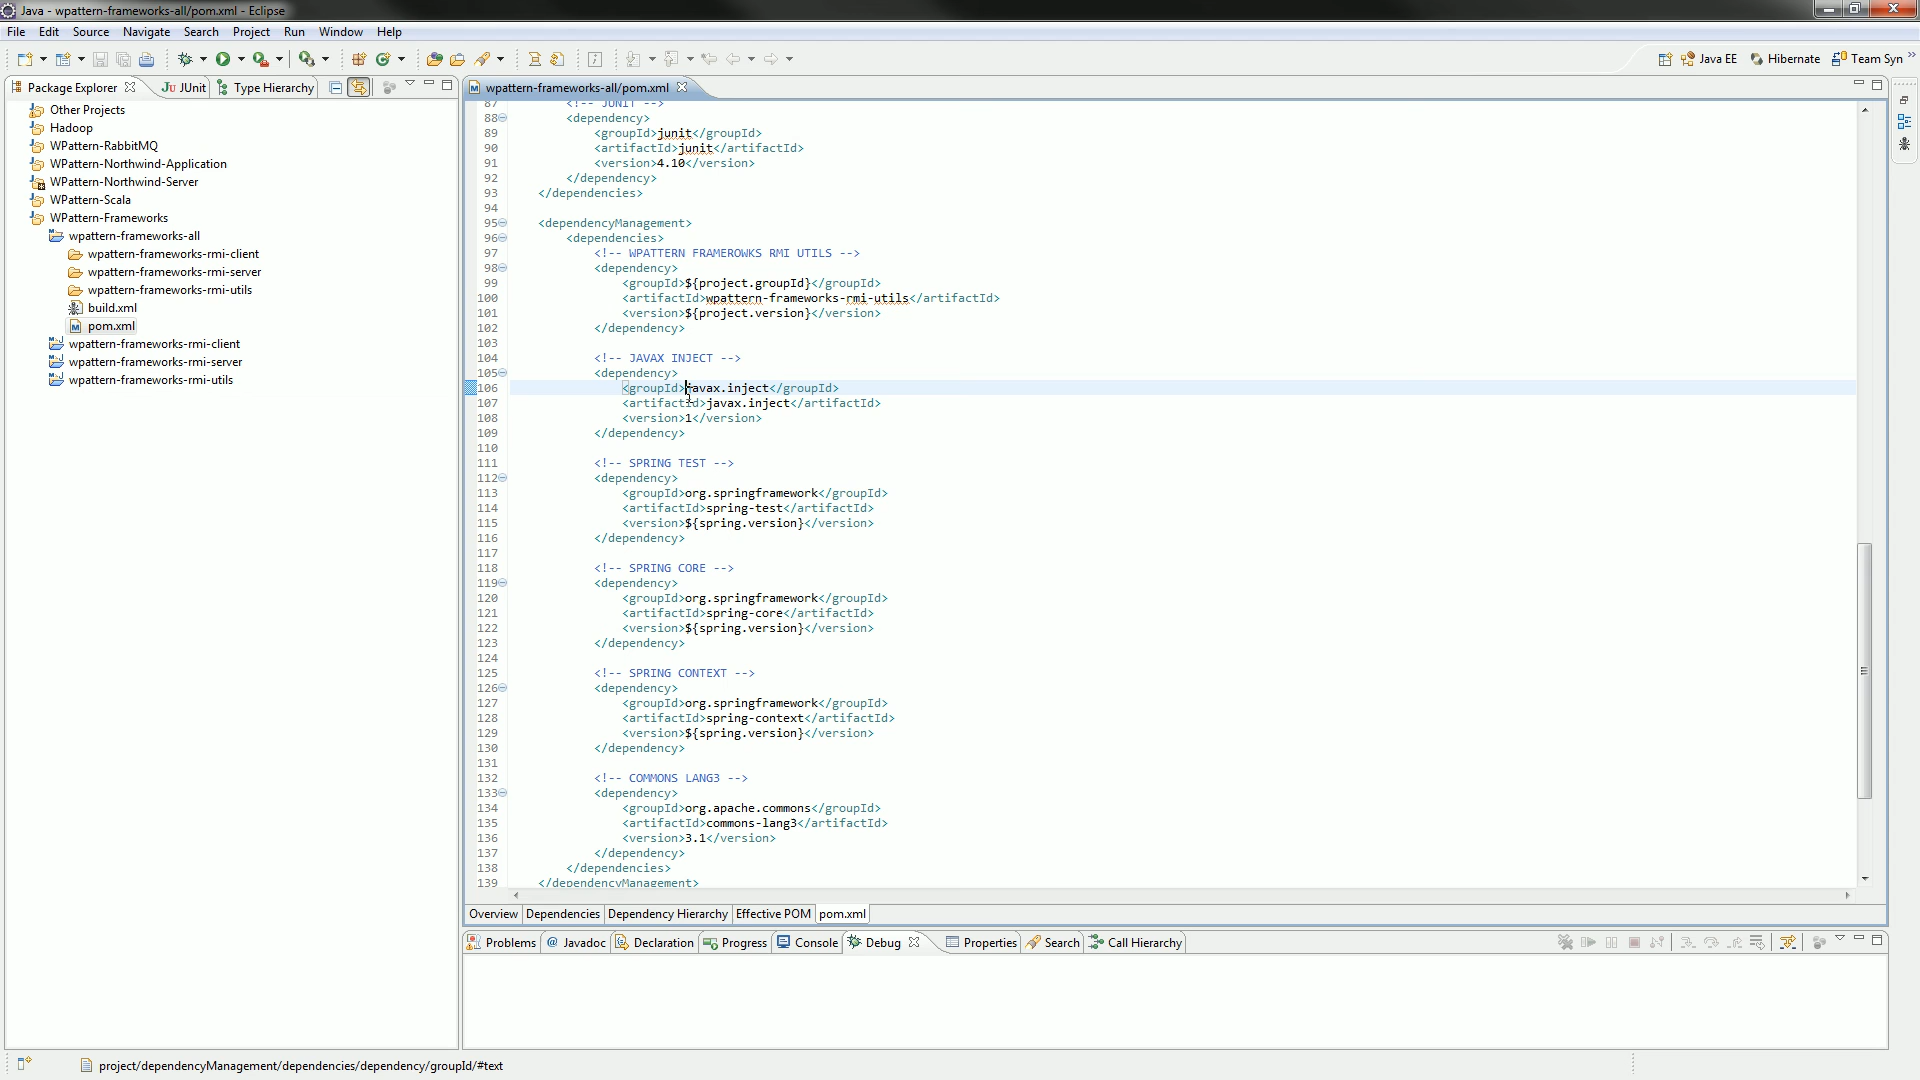 Java - wpattern-frameworks-all/pom.xml - Eclipse
File Edit Source Navigate Search Project Run Window Help
Java EE Hibernate Team Syn »
Package Explorer JUnit Type Hierarchy
wpattern-frameworks-all/pom.xml
Other Projects
Hadoop
WPattern-RabbitMQ
WPattern-Northwind-Application
WPattern-Northwind-Server
WPattern-Scala
WPattern-Frameworks
wpattern-frameworks-all
wpattern-frameworks-rmi-client
wpattern-frameworks-rmi-server
wpattern-frameworks-rmi-utils
build.xml
pom.xml
wpattern-frameworks-rmi-client
wpattern-frameworks-rmi-server
wpattern-frameworks-rmi-utils
87 <!-- JUNIT -->
88 <dependency>
89 <groupId>junit</groupId>
90 <artifactId>junit</artifactId>
91 <version>4.10</version>
92 </dependency>
93 </dependencies>
94
95 <dependencyManagement>
96 <dependencies>
97 <!-- WPATTERN FRAMEROWKS RMI UTILS -->
98 <dependency>
99 <groupId>${project.groupId}</groupId>
100 <artifactId>wpattern-frameworks-rmi-utils</artifactId>
101 <version>${project.version}</version>
102 </dependency>
103
104 <!-- JAVAX INJECT -->
105 <dependency>
106 <groupId>javax.inject</groupId>
107 <artifactId>javax.inject</artifactId>
108 <version>1</version>
109 </dependency>
110
111 <!-- SPRING TEST -->
112 <dependency>
113 <groupId>org.springframework</groupId>
114 <artifactId>spring-test</artifactId>
115 <version>${spring.version}</version>
116 </dependency>
117
118 <!-- SPRING CORE -->
119 <dependency>
120 <groupId>org.springframework</groupId>
121 <artifactId>spring-core</artifactId>
122 <version>${spring.version}</version>
123 </dependency>
124
125 <!-- SPRING CONTEXT -->
126 <dependency>
127 <groupId>org.springframework</groupId>
128 <artifactId>spring-context</artifactId>
129 <version>${spring.version}</version>
130 </dependency>
131
132 <!-- COMMONS LANG3 -->
133 <dependency>
134 <groupId>org.apache.commons</groupId>
135 <artifactId>commons-lang3</artifactId>
136 <version>3.1</version>
137 </dependency>
138 </dependencies>
139 </dependencyManagement>
Overview Dependencies Dependency Hierarchy Effective POM pom.xml
Problems Javadoc Declaration Progress Console Debug Properties Search Call Hierarchy
project/dependencyManagement/dependencies/dependency/groupId/#text